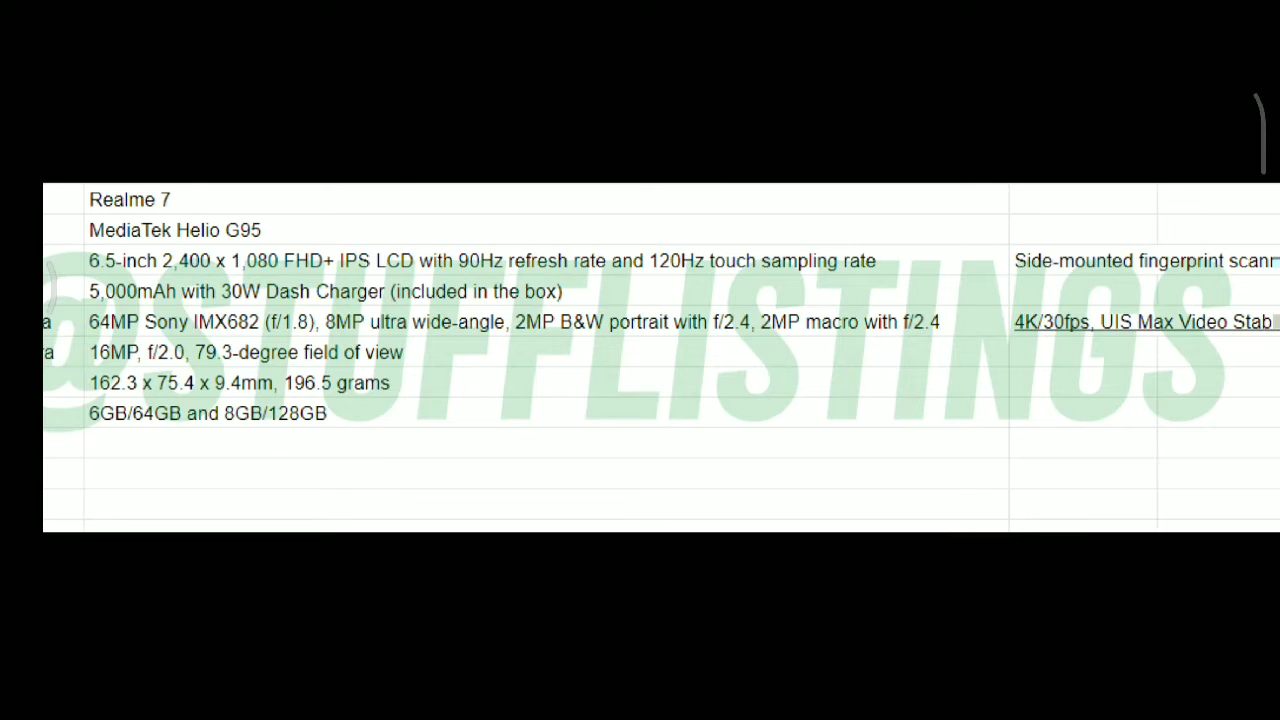 Realme 7
MediaTek Helio G95
6.5-inch 2,400 x 1,080 FHD+ IPS LCD with 90Hz refresh rate and 120Hz touch sampling rate Side-mounted fingerprint scann
5,000mAh with 30W Dash Charger (included in the box)
a 64MP Sony IMX682 (f/1.8), 8MP ultra wide-angle, 2MP B&W portrait with f/2.4, 2MP macro with f/2.4 4K/30fps, UIS Max Video Stab
a 16MP, f/2.0, 79.3-degree field of view
162.3 x 75.4 x 9.4mm, 196.5 grams
6GB/64GB and 8GB/128GB
@STUFFLISTINGS